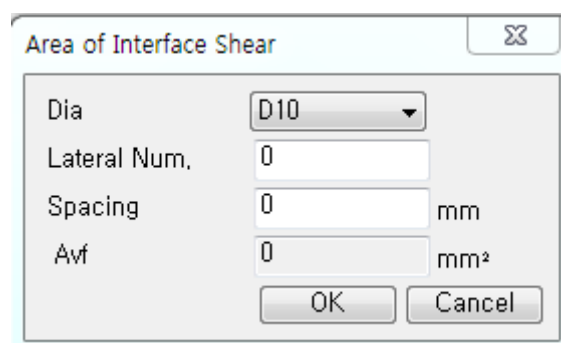 Area of Interface Shear
Dia D10
Lateral Num. 0
Spacing 0 mm
Avf 0 mm²
OK Cancel